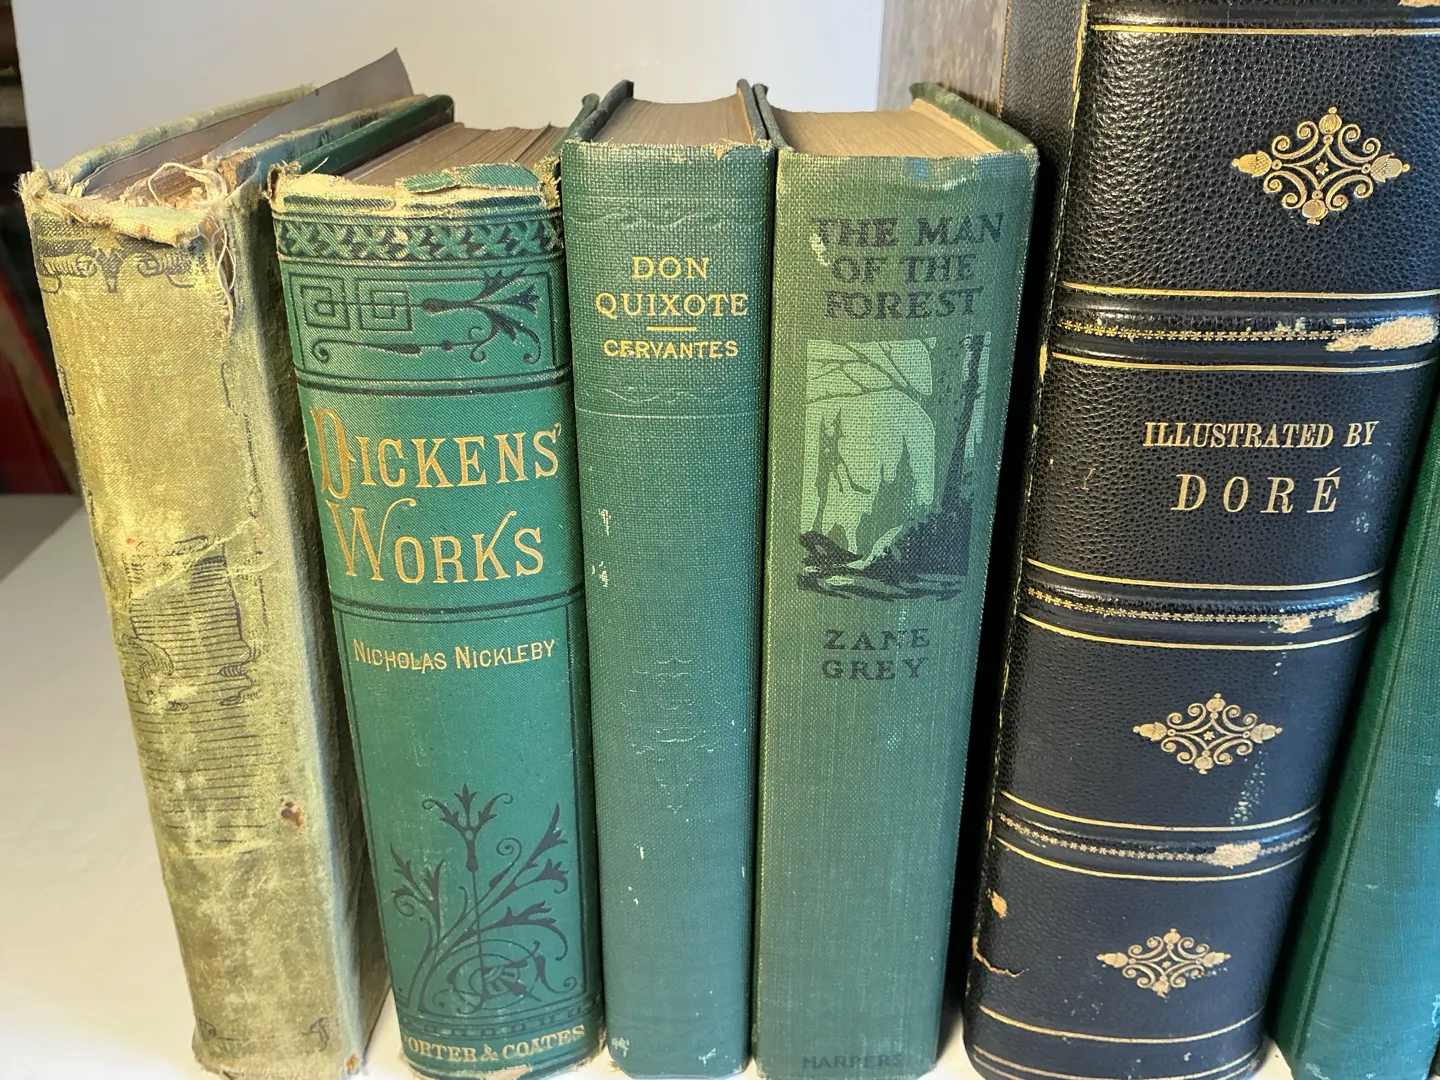 DICKENS'
WORKS
NICHOLAS NICKLEBY
PORTER & COATES
DON
QUIXOTE
CERVANTES
THE MAN
OF THE
FOREST
ZANE
GREY
HARPERS
ILLUSTRATED BY
DORÉ